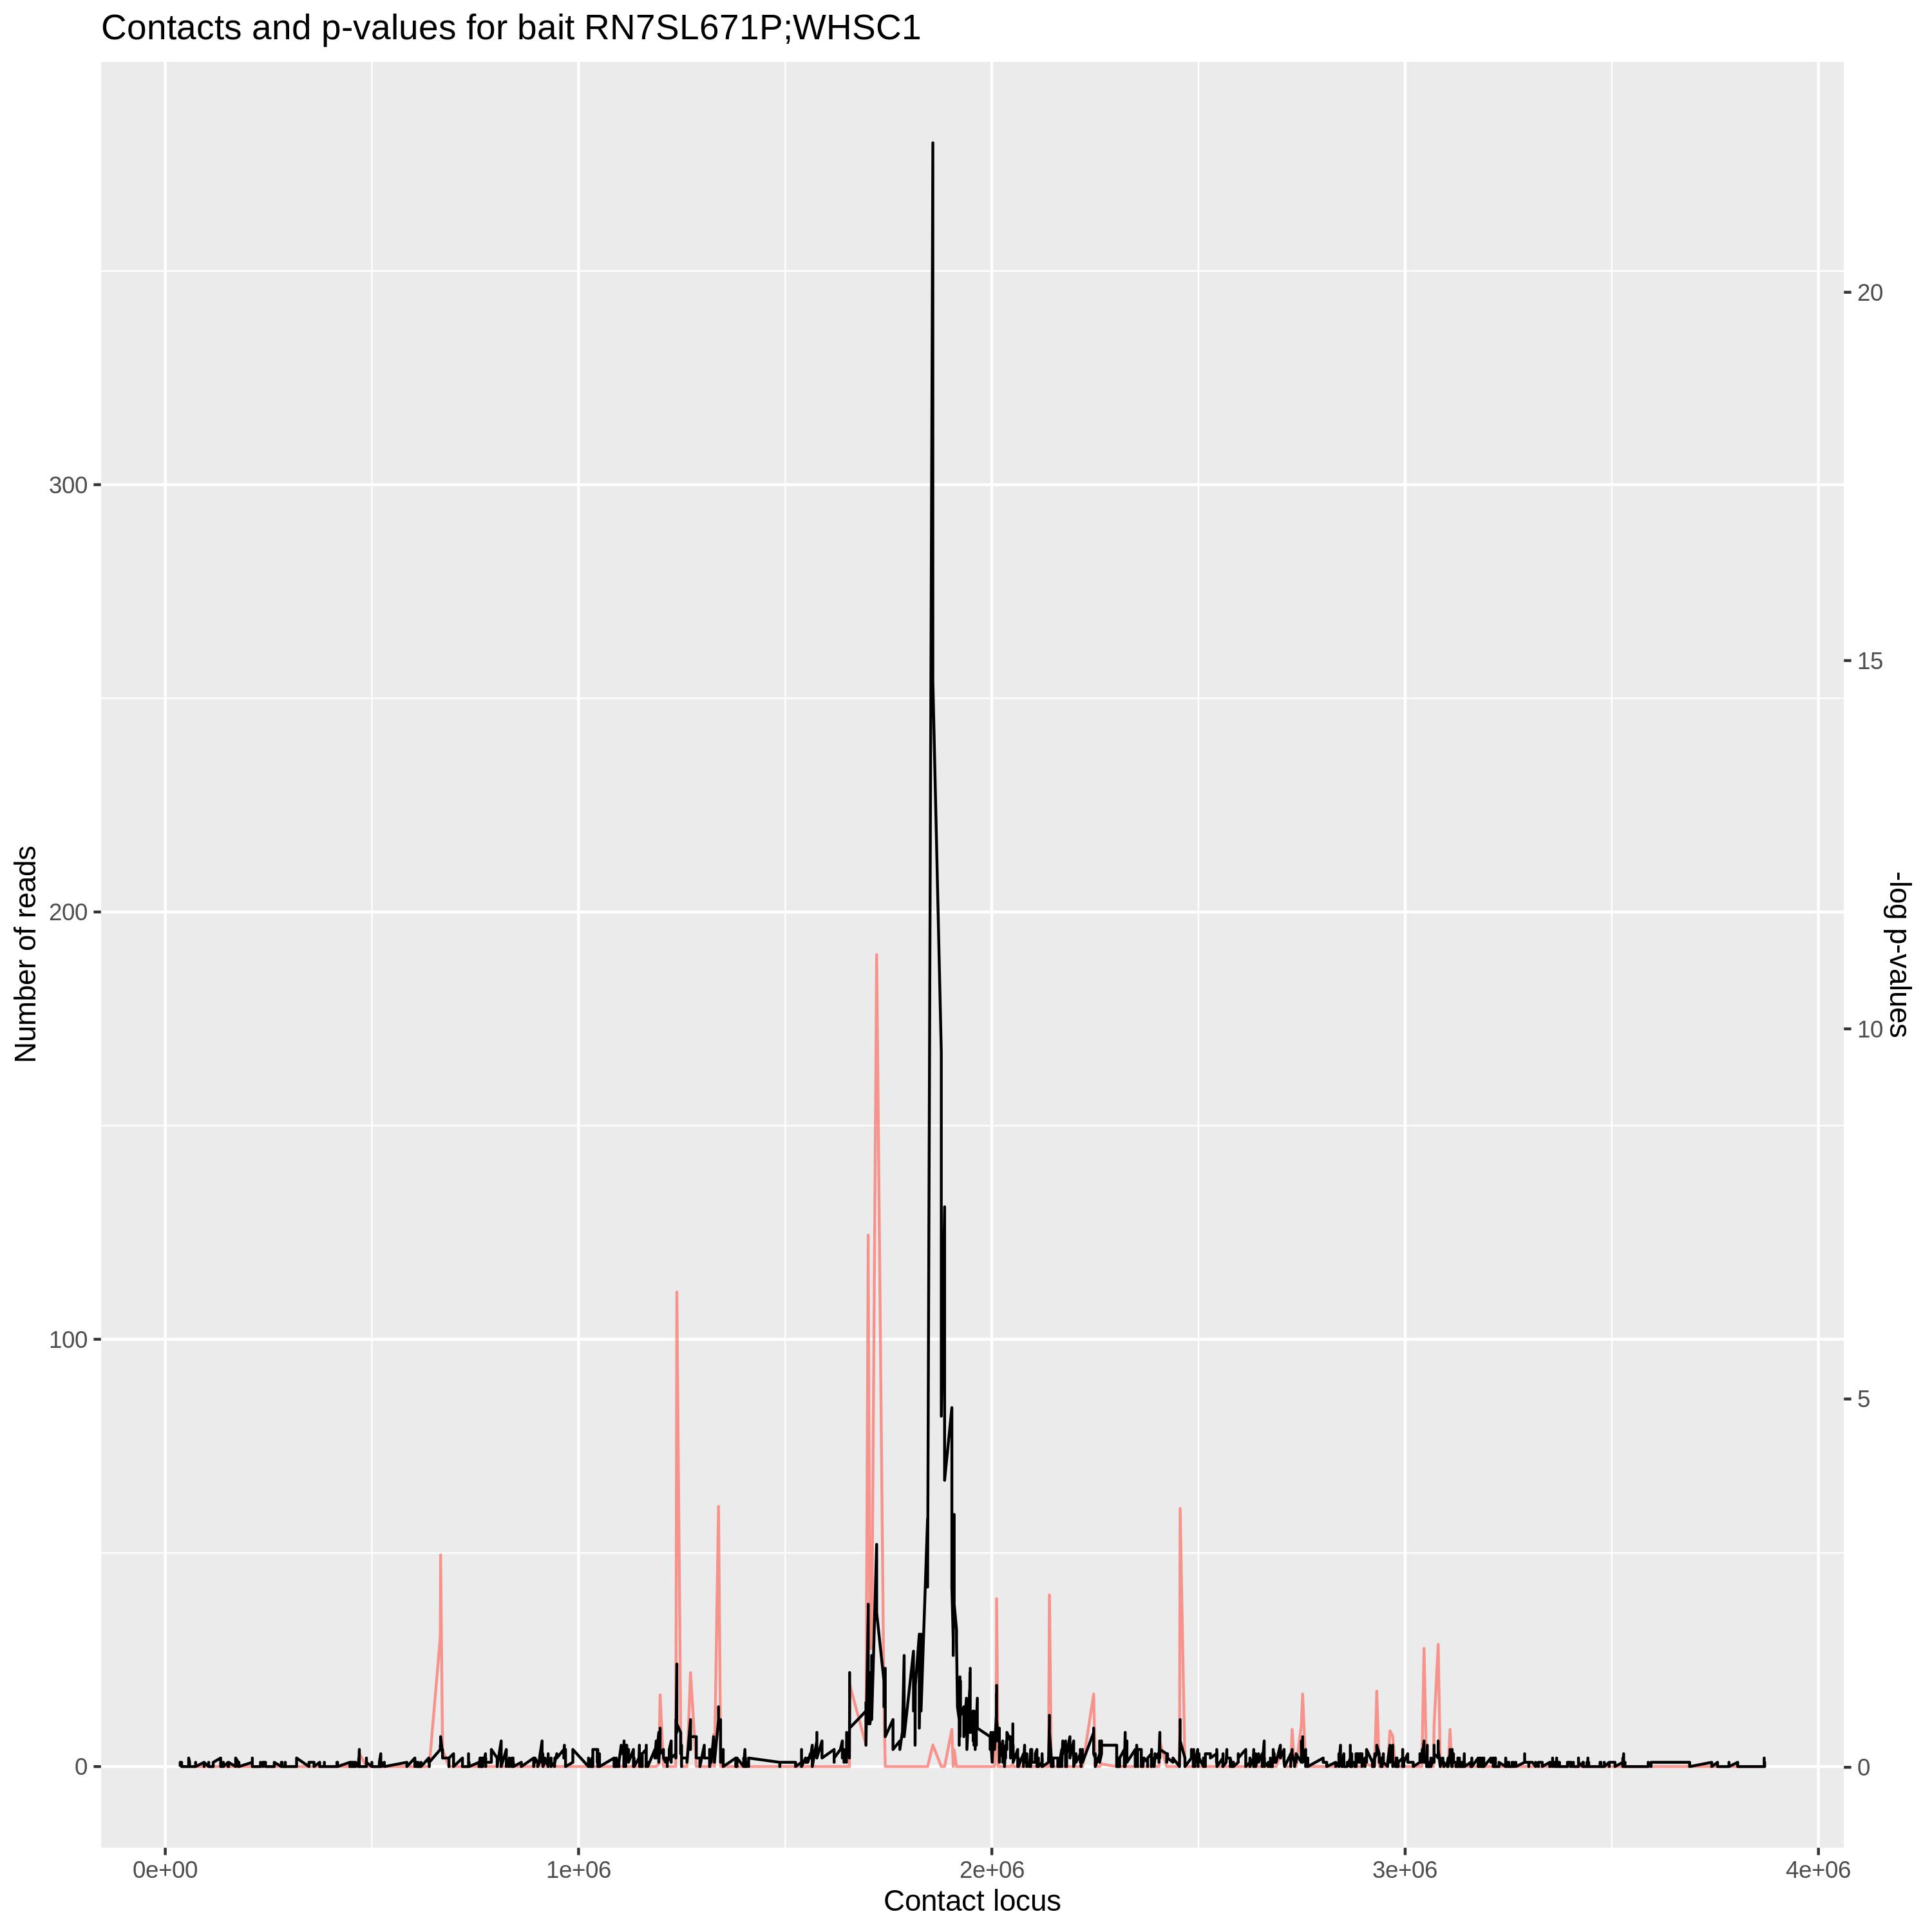 Contacts and p-values for bait RN7SL671P;WHSC1
Number of reads
300
200
100
0
20
15
10
5
0
-log p-values
0e+00 1e+06 2e+06 3e+06 4e+06
Contact locus